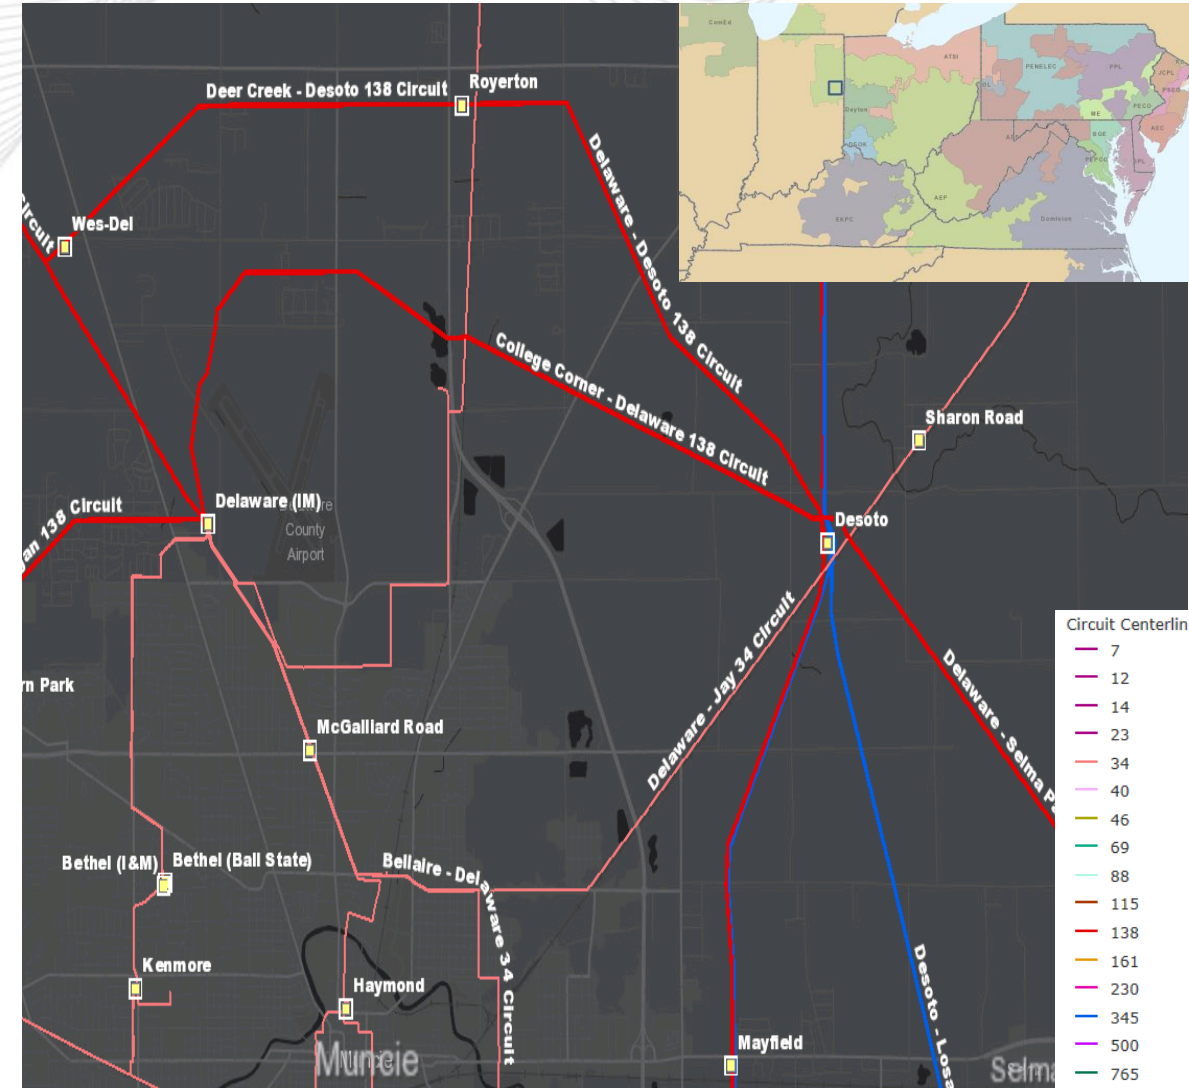 Deer Creek - Desoto 138 Circuit
Royerton
Wes-Del
Circuit
Delaware - Desoto 138 Circuit
College Corner - Delaware 138 Circuit
Sharon Road
Delaware (IM)
County
Airport
Desoto
gan 138 Circuit
Delaware - Jay 34 Circuit
Delaware - Selma P
rn Park
McGalliard Road
Bethel (I&M)
Bethel (Ball State)
Bellaire - Delaware 34 Circuit
Kenmore
Haymond
Muncie
Mayfield
Desoto - Losa
Selma
ComEd
ATSI
PENELEC
PPL
JCPL
PSEG
PECO
ME
AEC
BGE
PEPCO
DPL
Dayton
AEP
EKPC
Dominion
Circuit Centerlin
7
12
14
23
34
40
46
69
88
115
138
161
230
345
500
765